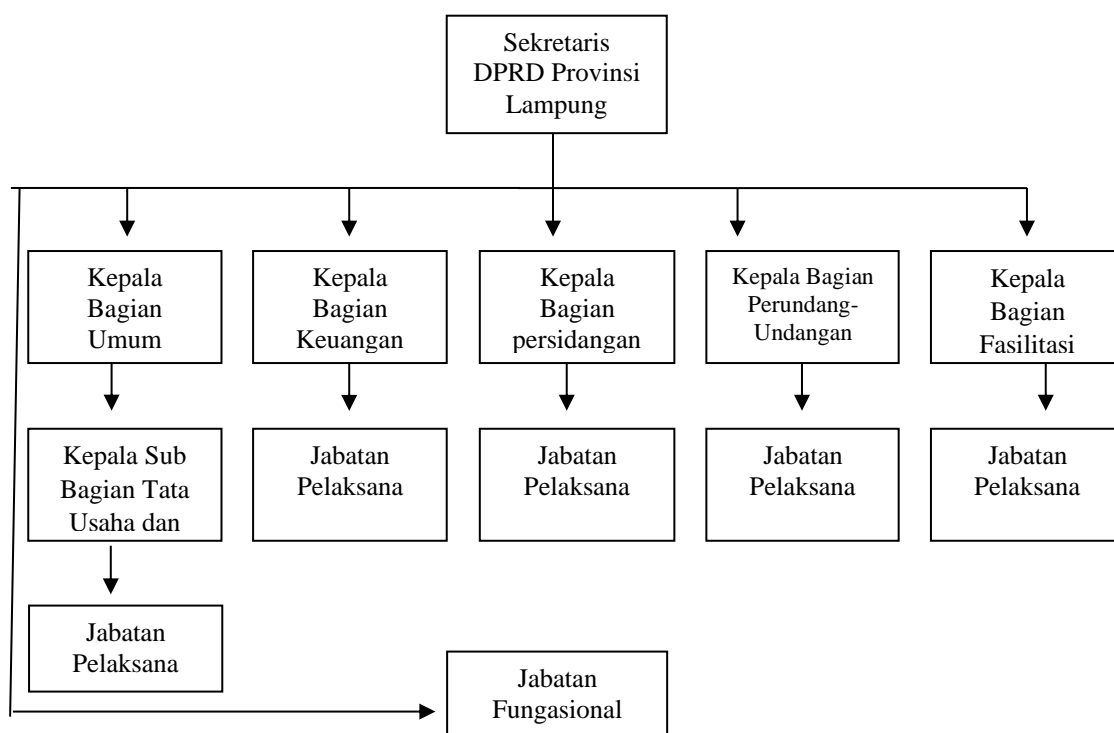 Sekretaris
DPRD Provinsi
Lampung
Kepala
Bagian
Umum
Kepala
Bagian
Keuangan
Kepala
Bagian
persidangan
Kepala Bagian
Perundang-
Undangan
Kepala
Bagian
Fasilitasi
Kepala Sub
Bagian Tata
Usaha dan
Jabatan
Pelaksana
Jabatan
Pelaksana
Jabatan
Pelaksana
Jabatan
Pelaksana
Jabatan
Pelaksana
Jabatan
Fungasional